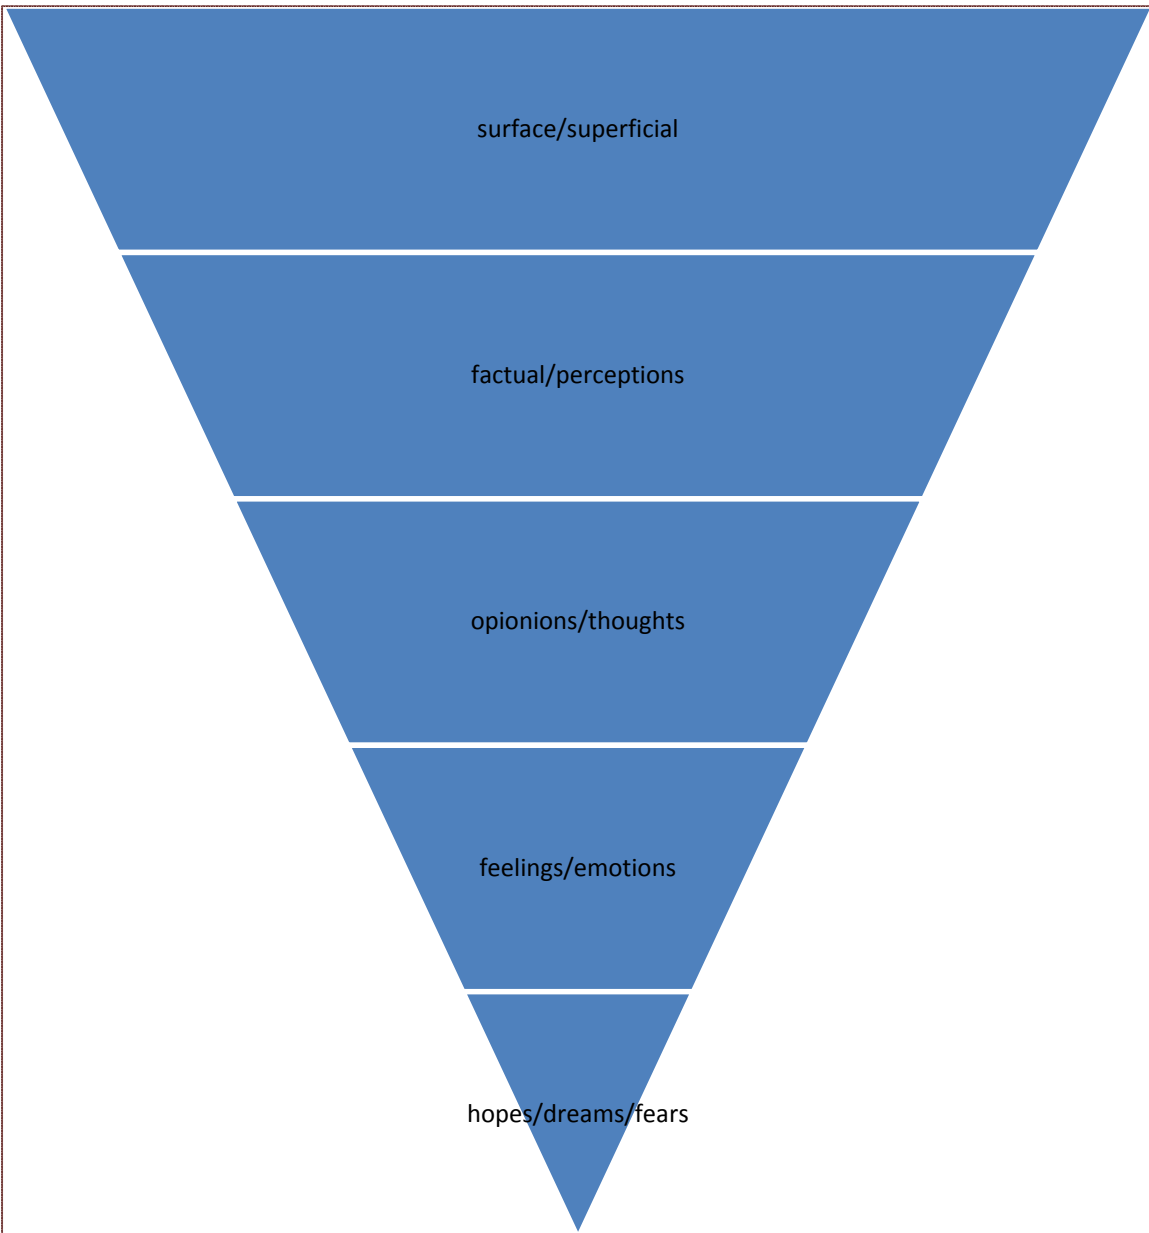 surface/superficial
factual/perceptions
opionions/thoughts
feelings/emotions
hopes/dreams/fears